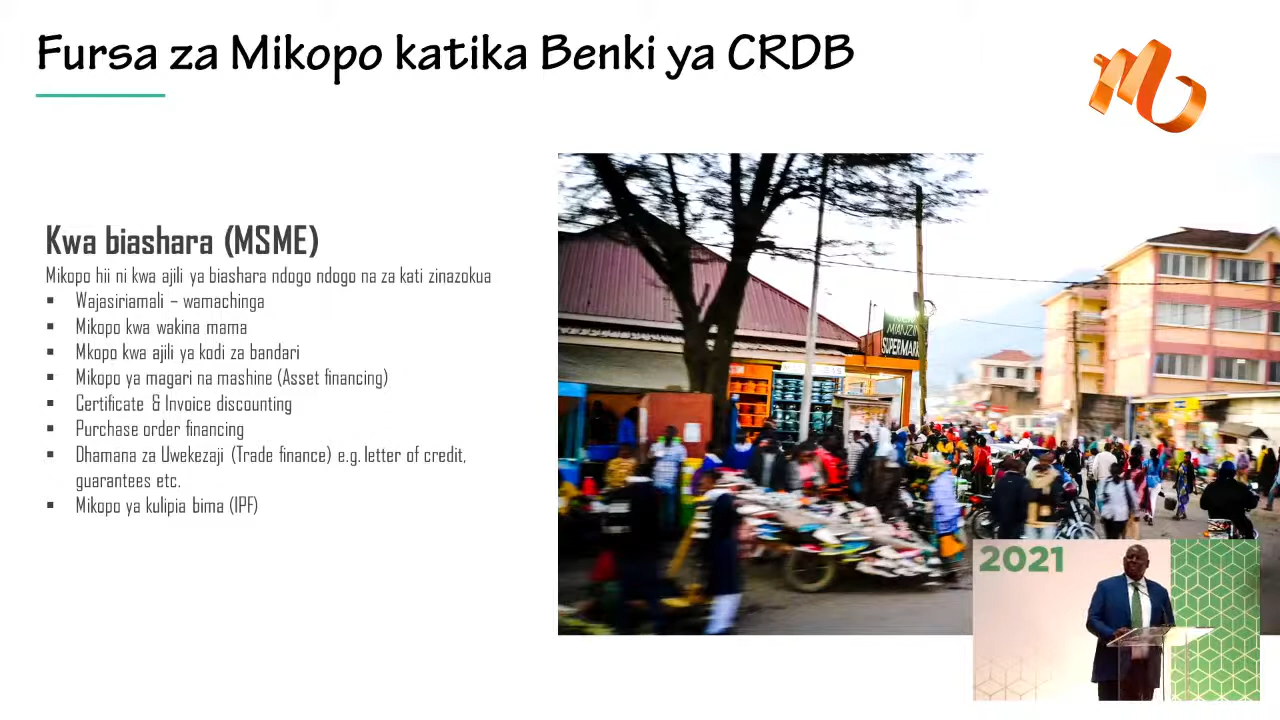 Fursa za Mikopo katika Benki ya CRDB
Kwa biashara (MSME)
Mikopo hii ni kwa ajili ya biashara ndogo ndogo na za kati zinazokua
▪ Wajasiriamali – wamachinga
▪ Mikopo kwa wakina mama
▪ Mkopo kwa ajili ya kodi za bandari
▪ Mikopo ya magari na mashine (Asset financing)
▪ Certificate & Invoice discounting
▪ Purchase order financing
▪ Dhamana za Uwekezaji (Trade finance) e.g. letter of credit,
guarantees etc.
▪ Mikopo ya kulipia bima (IPF)
SUPERMARK
2021